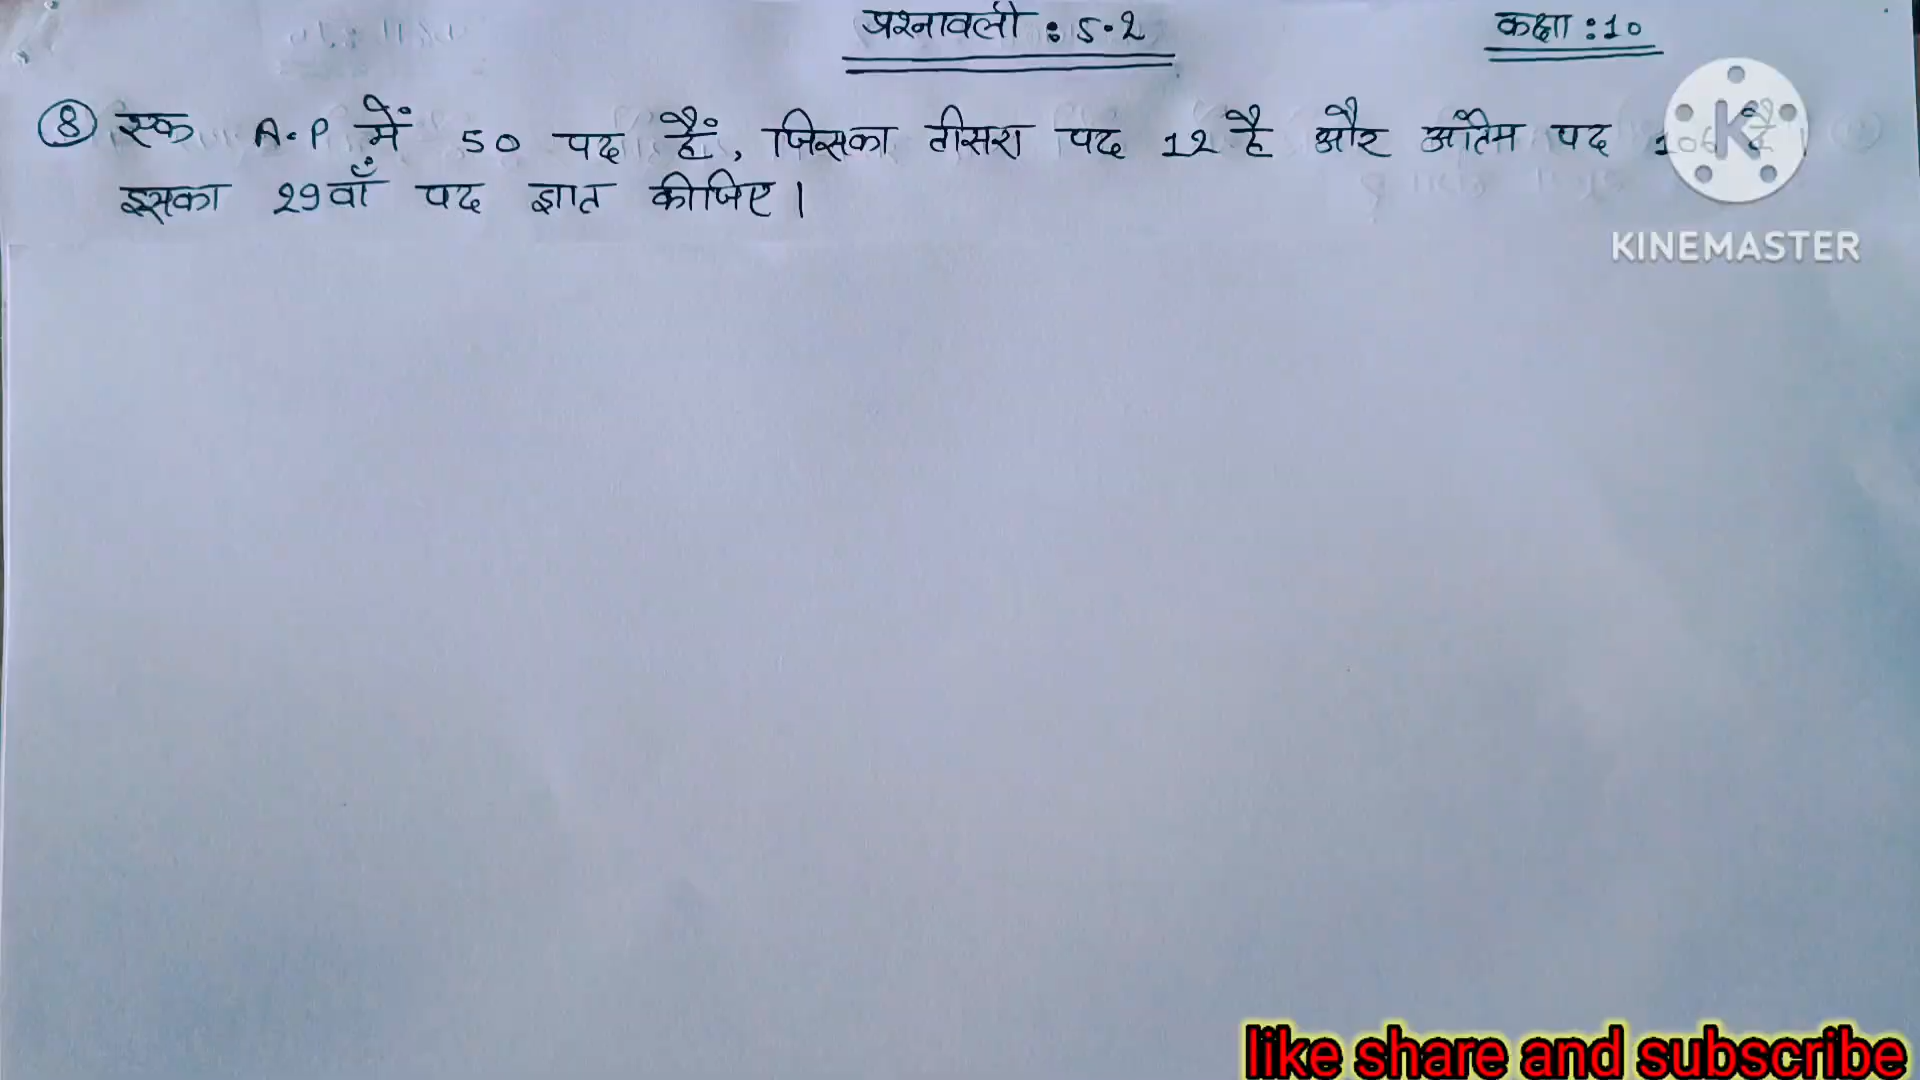 प्रश्नावली : 5.2
कक्षा : 10
⑧ एक A.P में 50 पद हैं, जिसका तीसरा पद 12 है और अंतिम पद 106 है।
इसका 29वाँ पद ज्ञात कीजिए।
KINEMASTER
like share and subscribe